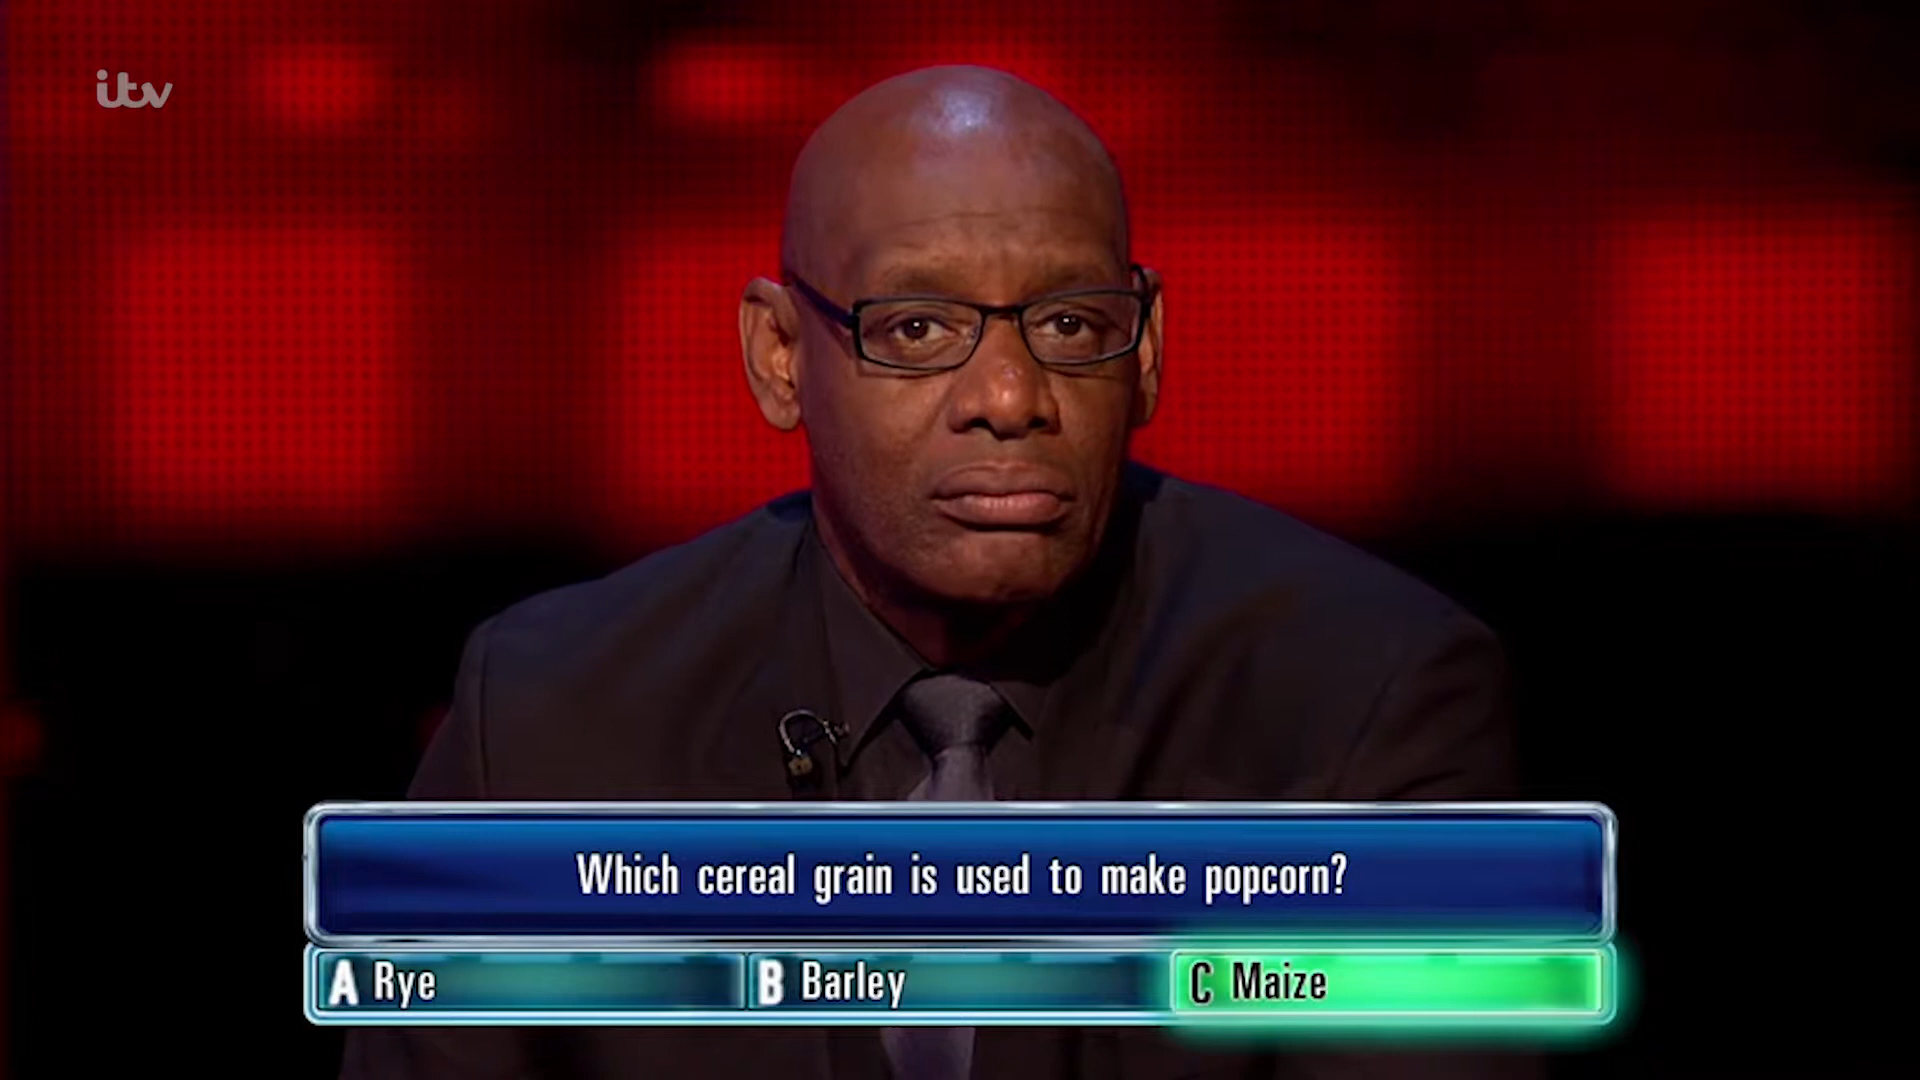 itv
Which cereal grain is used to make popcorn?
A Rye
B Barley
C Maize